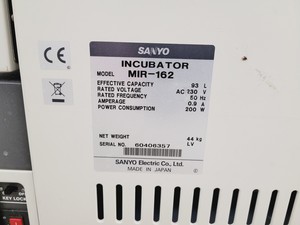 SANYO
INCUBATOR
MODEL MIR-162
EFFECTIVE CAPACITY 93 L
RATED VOLTAGE AC 230 V
RATED FREQUENCY 50 Hz
AMPERAGE 0.9 A
POWER CONSUMPTION 200 W
NET WEIGHT 44 kg
SERIAL NO. 60406357 LV
SANYO Electric Co., Ltd.
MADE IN JAPAN
CE
KEY LOCK